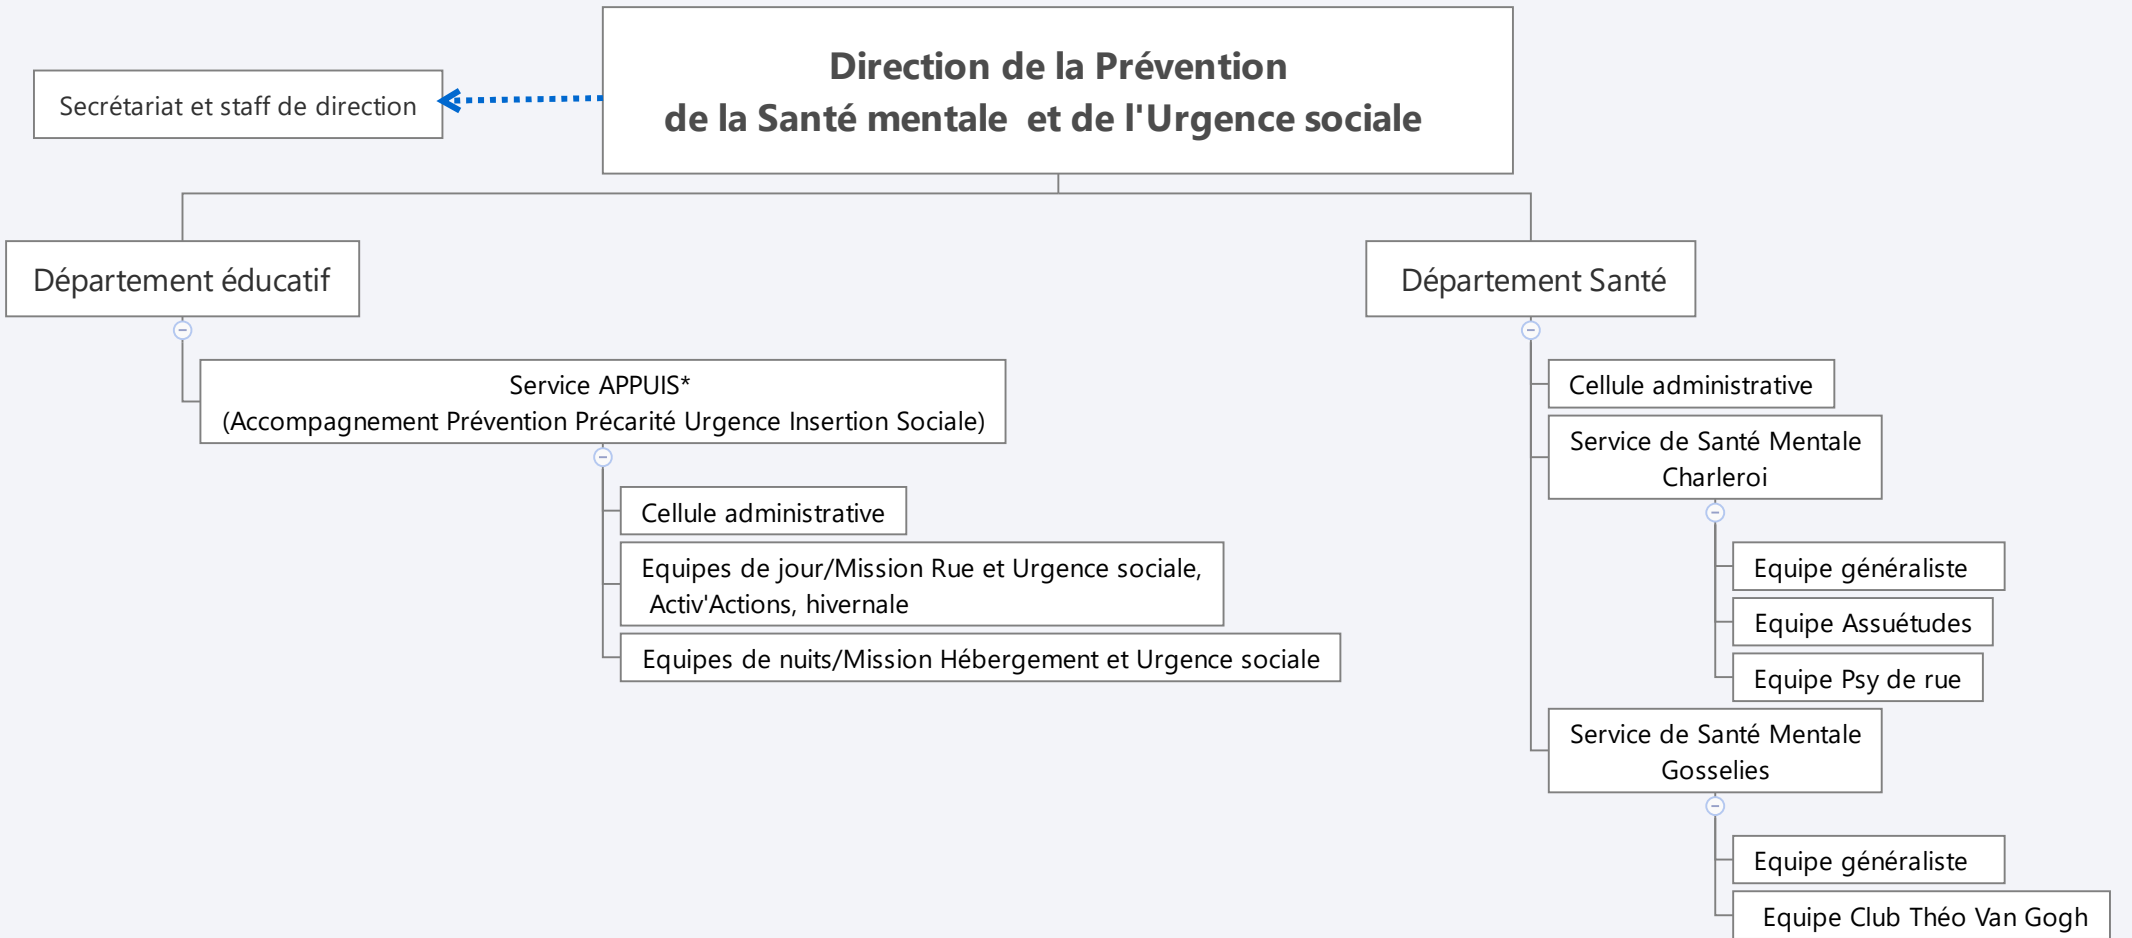 Direction de la Prévention
de la Santé mentale et de l'Urgence sociale
Secrétariat et staff de direction
Département éducatif
Service APPUIS*
(Accompagnement Prévention Précarité Urgence Insertion Sociale)
Cellule administrative
Equipes de jour/Mission Rue et Urgence sociale,
Activ'Actions, hivernale
Equipes de nuits/Mission Hébergement et Urgence sociale
Département Santé
Cellule administrative
Service de Santé Mentale
Charleroi
Equipe généraliste
Equipe Assuétudes
Equipe Psy de rue
Service de Santé Mentale
Gosselies
Equipe généraliste
Equipe Club Théo Van Gogh